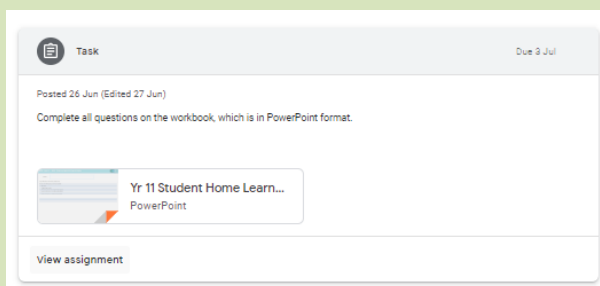 Task
Due 3 Jul
Posted 26 Jun (Edited 27 Jun)
Complete all questions on the workbook, which is in PowerPoint format.
Yr 11 Student Home Learn...
PowerPoint
View assignment